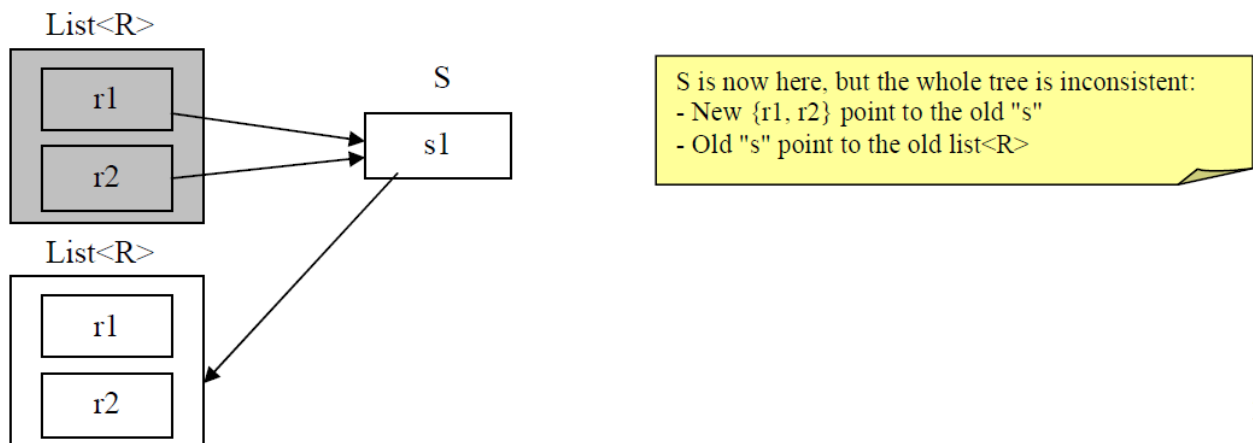 List<R>
r1
r2
S
s1
List<R>
r1
r2
S is now here, but the whole tree is inconsistent:
- New {r1, r2} point to the old "s"
- Old "s" point to the old list<R>